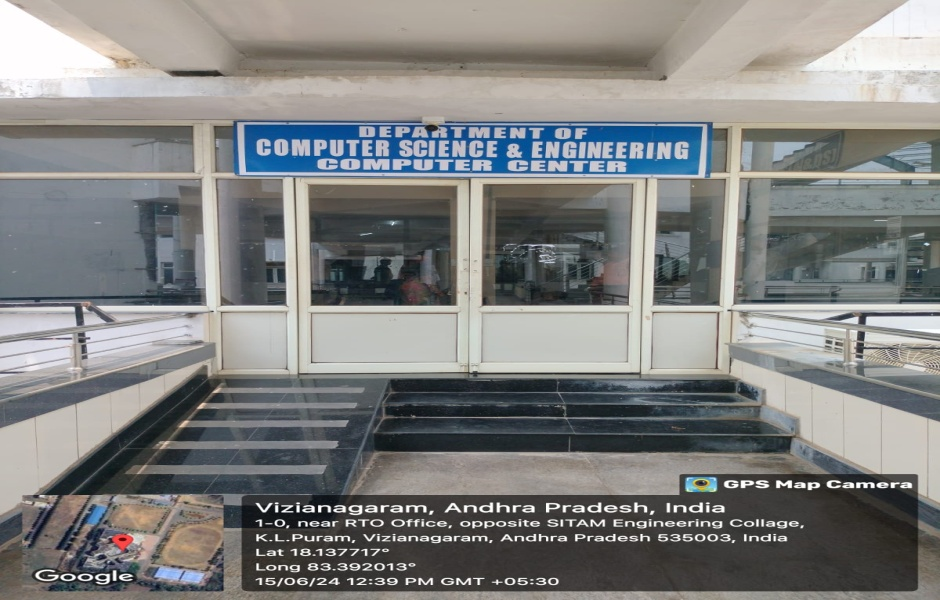 DEPARTMENT OF
COMPUTER SCIENCE & ENGINEERING
COMPUTER CENTER
GPS Map Camera
Vizianagaram, Andhra Pradesh, India
1-0, near RTO Office, opposite SITAM Engineering Collage,
K.L.Puram, Vizianagaram, Andhra Pradesh 535003, India
Lat 18.137717°
Long 83.392013°
15/06/24 12:39 PM GMT +05:30
Google